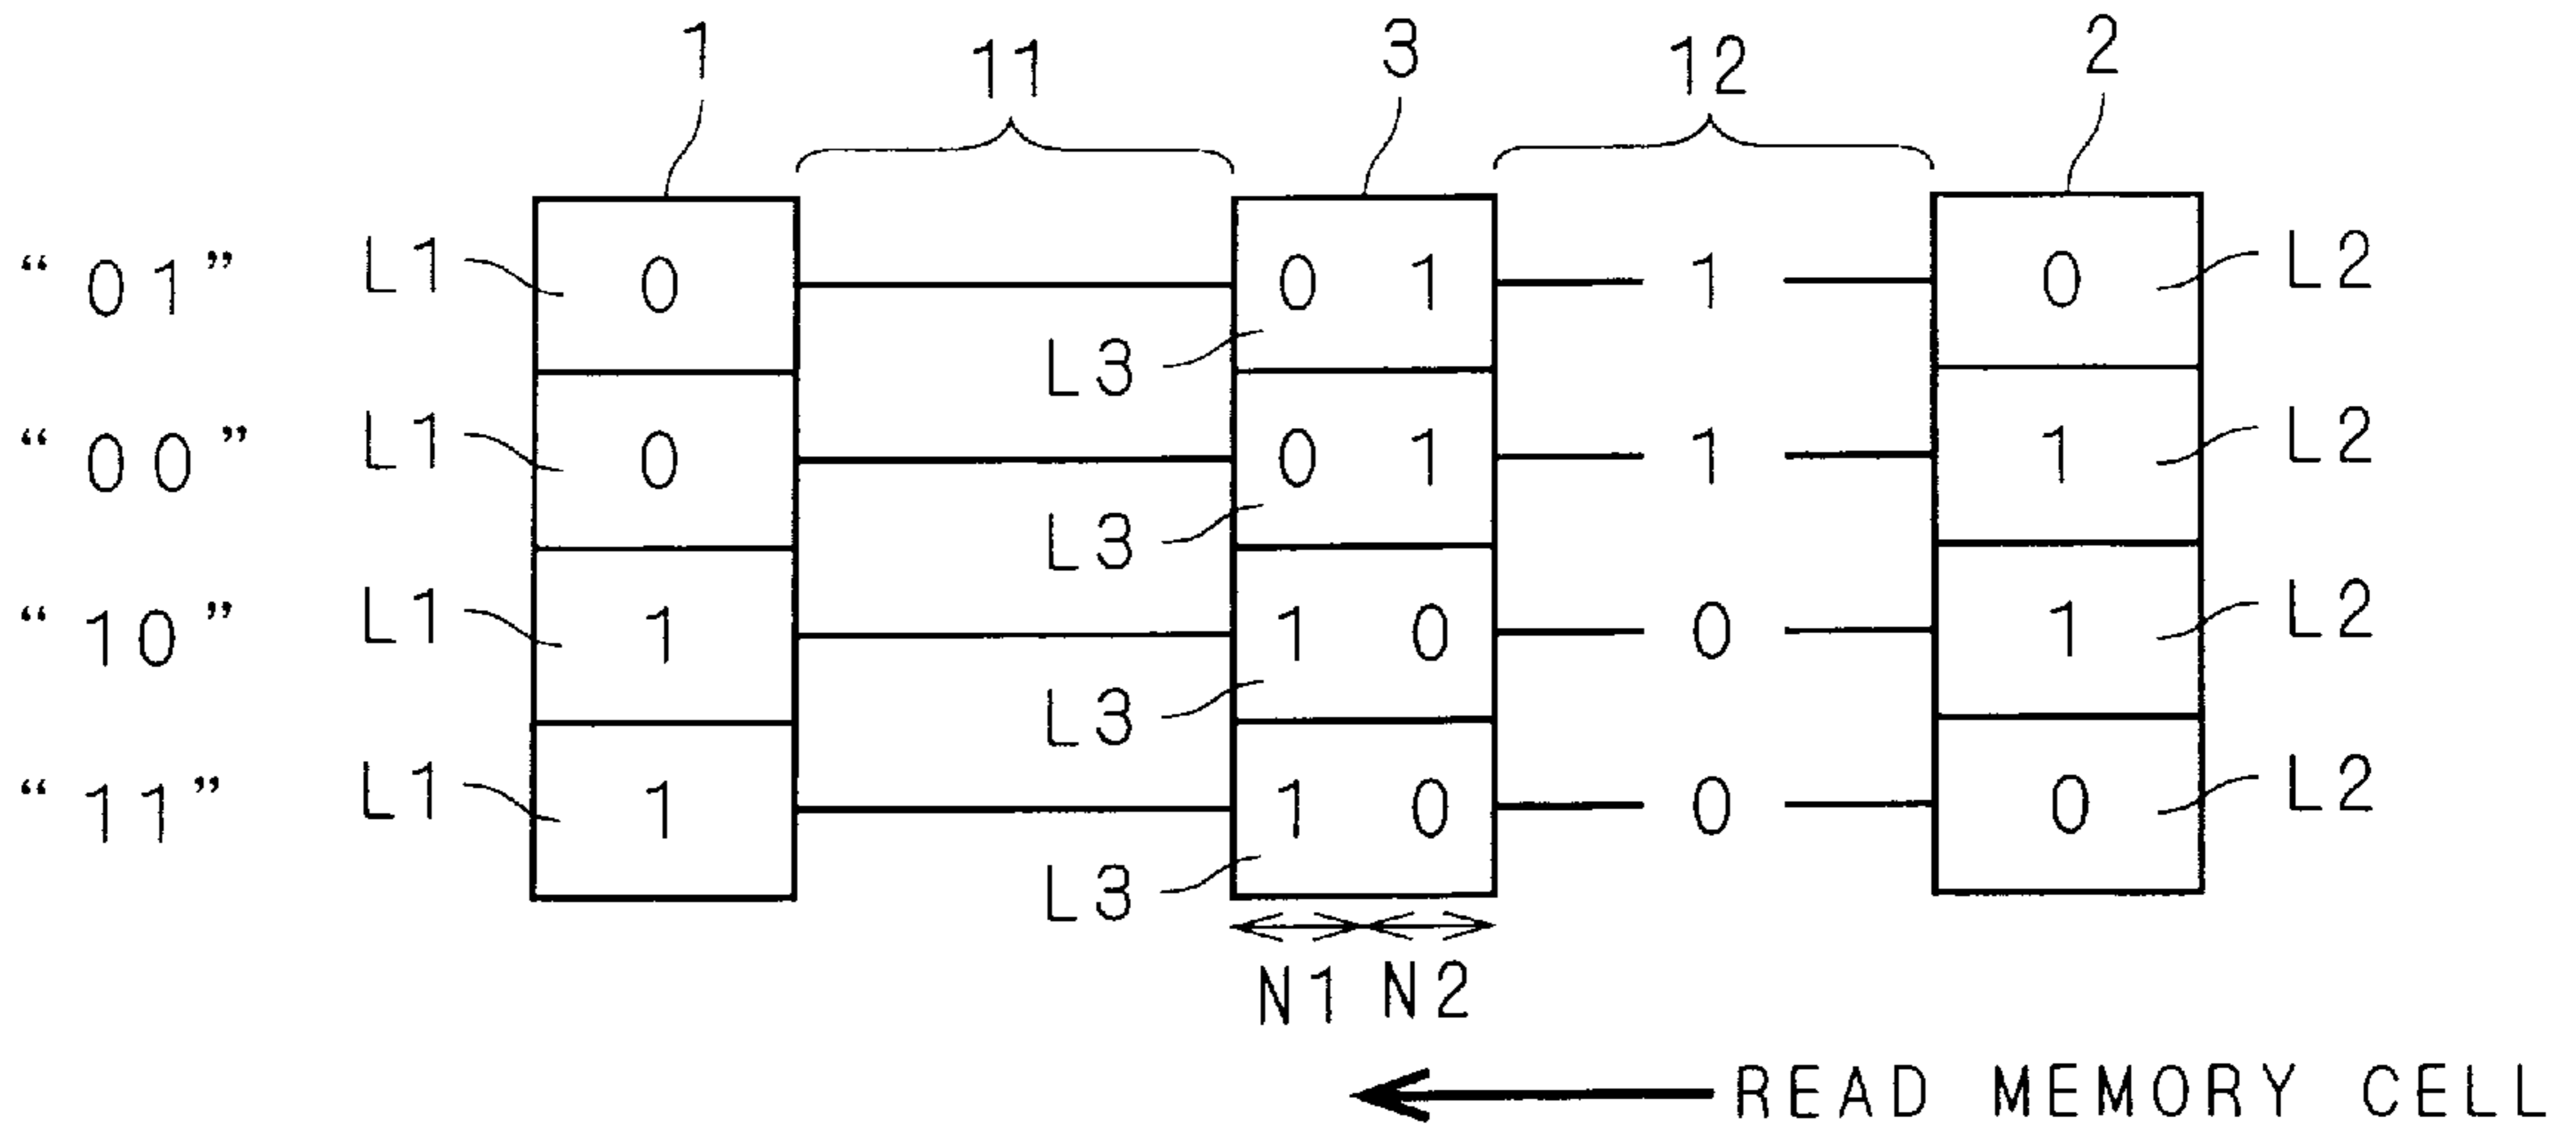 1 11 3 12 2
“01” L1 0 0 1 1 0 L2
L3
“00” L1 0 0 1 1 1 L2
L3
“10” L1 1 1 0 0 1 L2
L3
“11” L1 1 1 0 0 0 L2
L3
N1 N2
READ MEMORY CELL